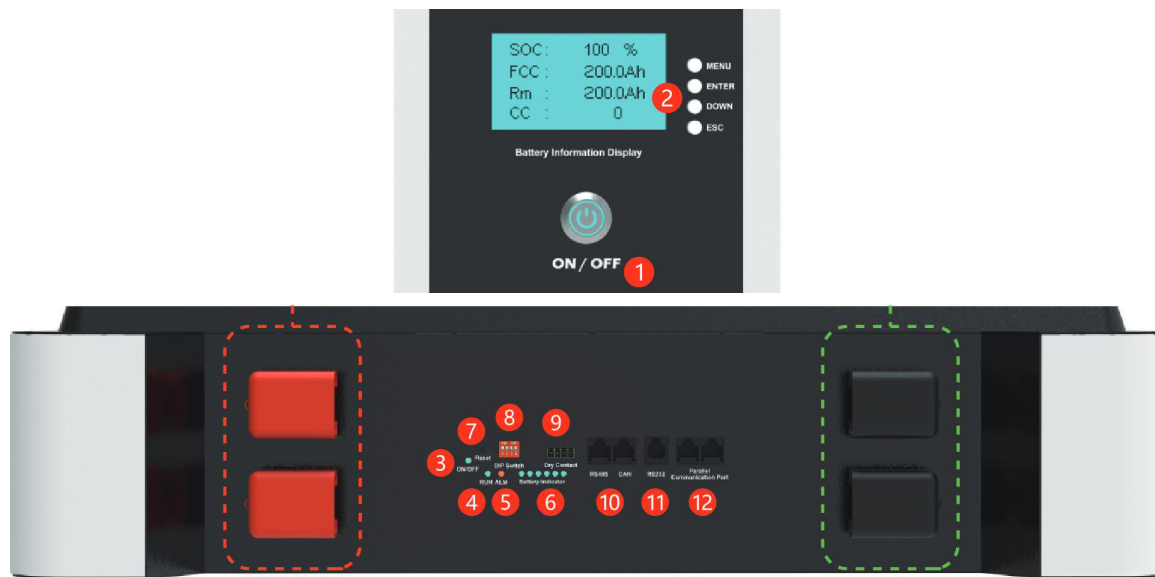 SOC: 100 %
FCC : 200.0Ah
Rm : 200.0Ah
CC : 0
MENU
ENTER
DOWN
ESC
2
Battery Information Display
ON / OFF
1
7
8
9
3
Reset
ON/OFF
DIP Switch
Dry Contact
RS485
CAN
RS232
Parallel
Communication Port
RUN
ALM
Battery Indicator
4
5
6
10
11
12